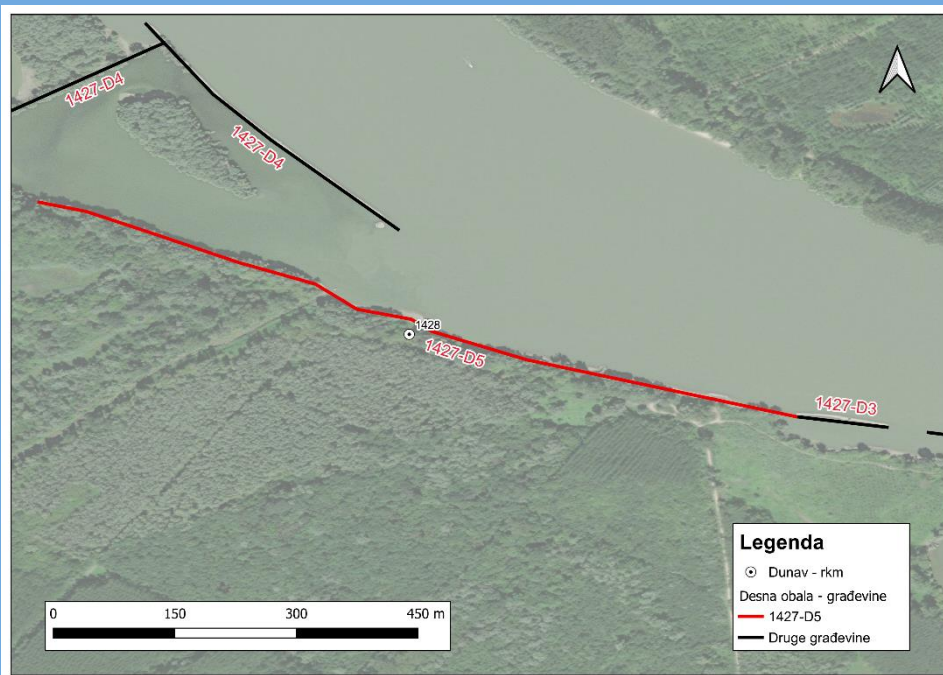 1427-D4
1427-D4
1428
1427-D5
1427-D3
Legenda
Dunav - rkm
Desna obala - građevine
1427-D5
Druge građevine
0 150 300 450 m